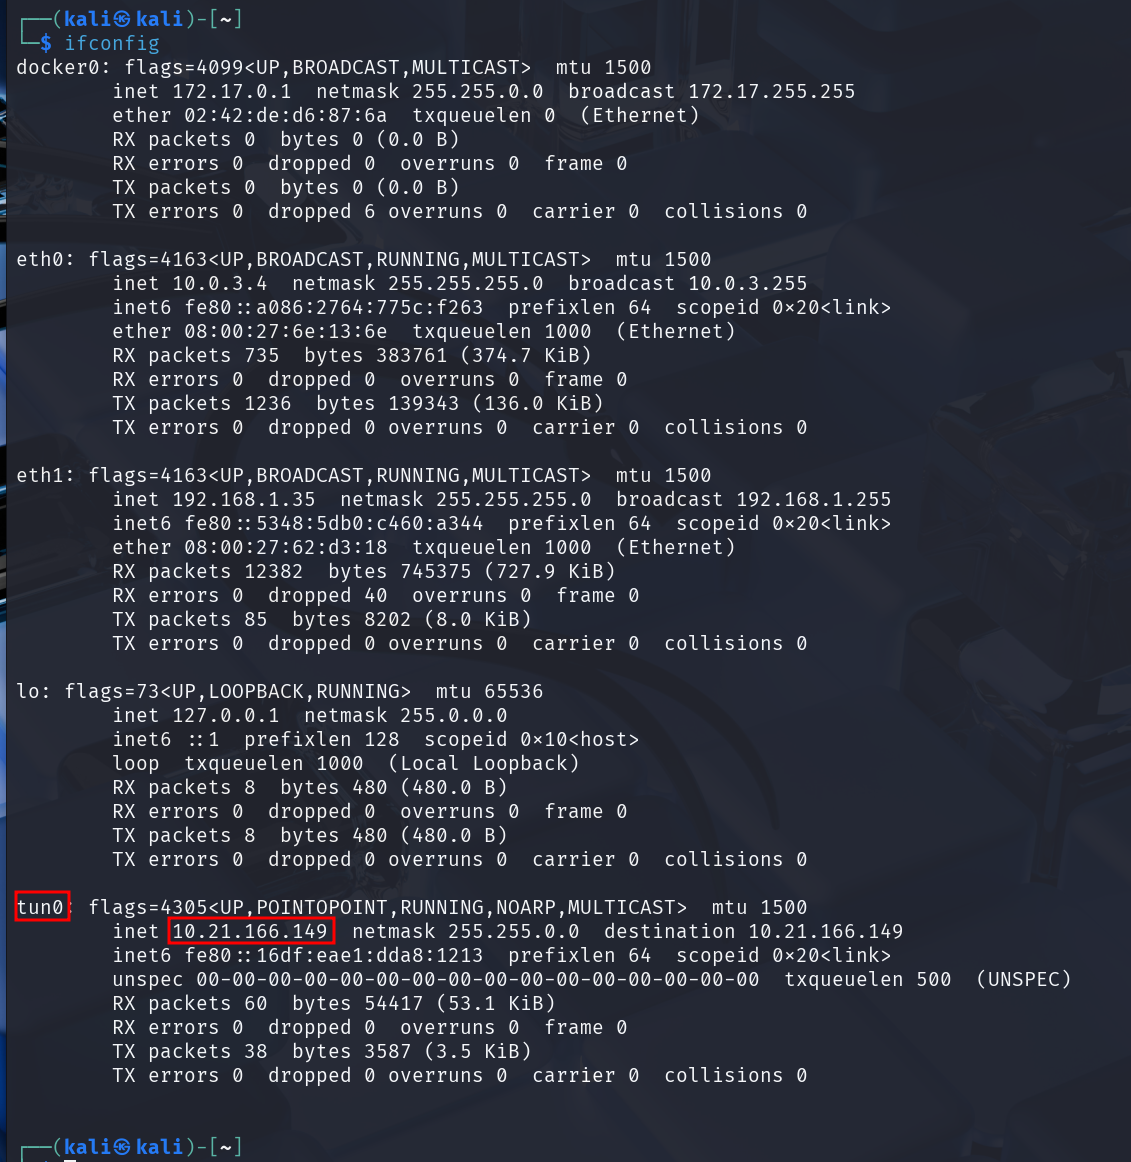 ┌──(kali㉿kali)-[~]
└─$ ifconfig
docker0: flags=4099<UP,BROADCAST,MULTICAST>  mtu 1500
        inet 172.17.0.1  netmask 255.255.0.0  broadcast 172.17.255.255
        ether 02:42:de:d6:87:6a  txqueuelen 0  (Ethernet)
        RX packets 0  bytes 0 (0.0 B)
        RX errors 0  dropped 0  overruns 0  frame 0
        TX packets 0  bytes 0 (0.0 B)
        TX errors 0  dropped 6 overruns 0  carrier 0  collisions 0

eth0: flags=4163<UP,BROADCAST,RUNNING,MULTICAST>  mtu 1500
        inet 10.0.3.4  netmask 255.255.255.0  broadcast 10.0.3.255
        inet6 fe80::a086:2764:775c:f263  prefixlen 64  scopeid 0x20<link>
        ether 08:00:27:6e:13:6e  txqueuelen 1000  (Ethernet)
        RX packets 735  bytes 383761 (374.7 KiB)
        RX errors 0  dropped 0  overruns 0  frame 0
        TX packets 1236  bytes 139343 (136.0 KiB)
        TX errors 0  dropped 0 overruns 0  carrier 0  collisions 0

eth1: flags=4163<UP,BROADCAST,RUNNING,MULTICAST>  mtu 1500
        inet 192.168.1.35  netmask 255.255.255.0  broadcast 192.168.1.255
        inet6 fe80::5348:5db0:c460:a344  prefixlen 64  scopeid 0x20<link>
        ether 08:00:27:62:d3:18  txqueuelen 1000  (Ethernet)
        RX packets 12382  bytes 745375 (727.9 KiB)
        RX errors 0  dropped 40  overruns 0  frame 0
        TX packets 85  bytes 8202 (8.0 KiB)
        TX errors 0  dropped 0 overruns 0  carrier 0  collisions 0

lo: flags=73<UP,LOOPBACK,RUNNING>  mtu 65536
        inet 127.0.0.1  netmask 255.0.0.0
        inet6 ::1  prefixlen 128  scopeid 0x10<host>
        loop  txqueuelen 1000  (Local Loopback)
        RX packets 8  bytes 480 (480.0 B)
        RX errors 0  dropped 0  overruns 0  frame 0
        TX packets 8  bytes 480 (480.0 B)
        TX errors 0  dropped 0 overruns 0  carrier 0  collisions 0

tun0: flags=4305<UP,POINTOPOINT,RUNNING,NOARP,MULTICAST>  mtu 1500
        inet 10.21.166.149  netmask 255.255.0.0  destination 10.21.166.149
        inet6 fe80::16df:eae1:dda8:1213  prefixlen 64  scopeid 0x20<link>
        unspec 00-00-00-00-00-00-00-00-00-00-00-00-00-00-00-00  txqueuelen 500  (UNSPEC)
        RX packets 60  bytes 54417 (53.1 KiB)
        RX errors 0  dropped 0  overruns 0  frame 0
        TX packets 38  bytes 3587 (3.5 KiB)
        TX errors 0  dropped 0 overruns 0  carrier 0  collisions 0

┌──(kali㉿kali)-[~]